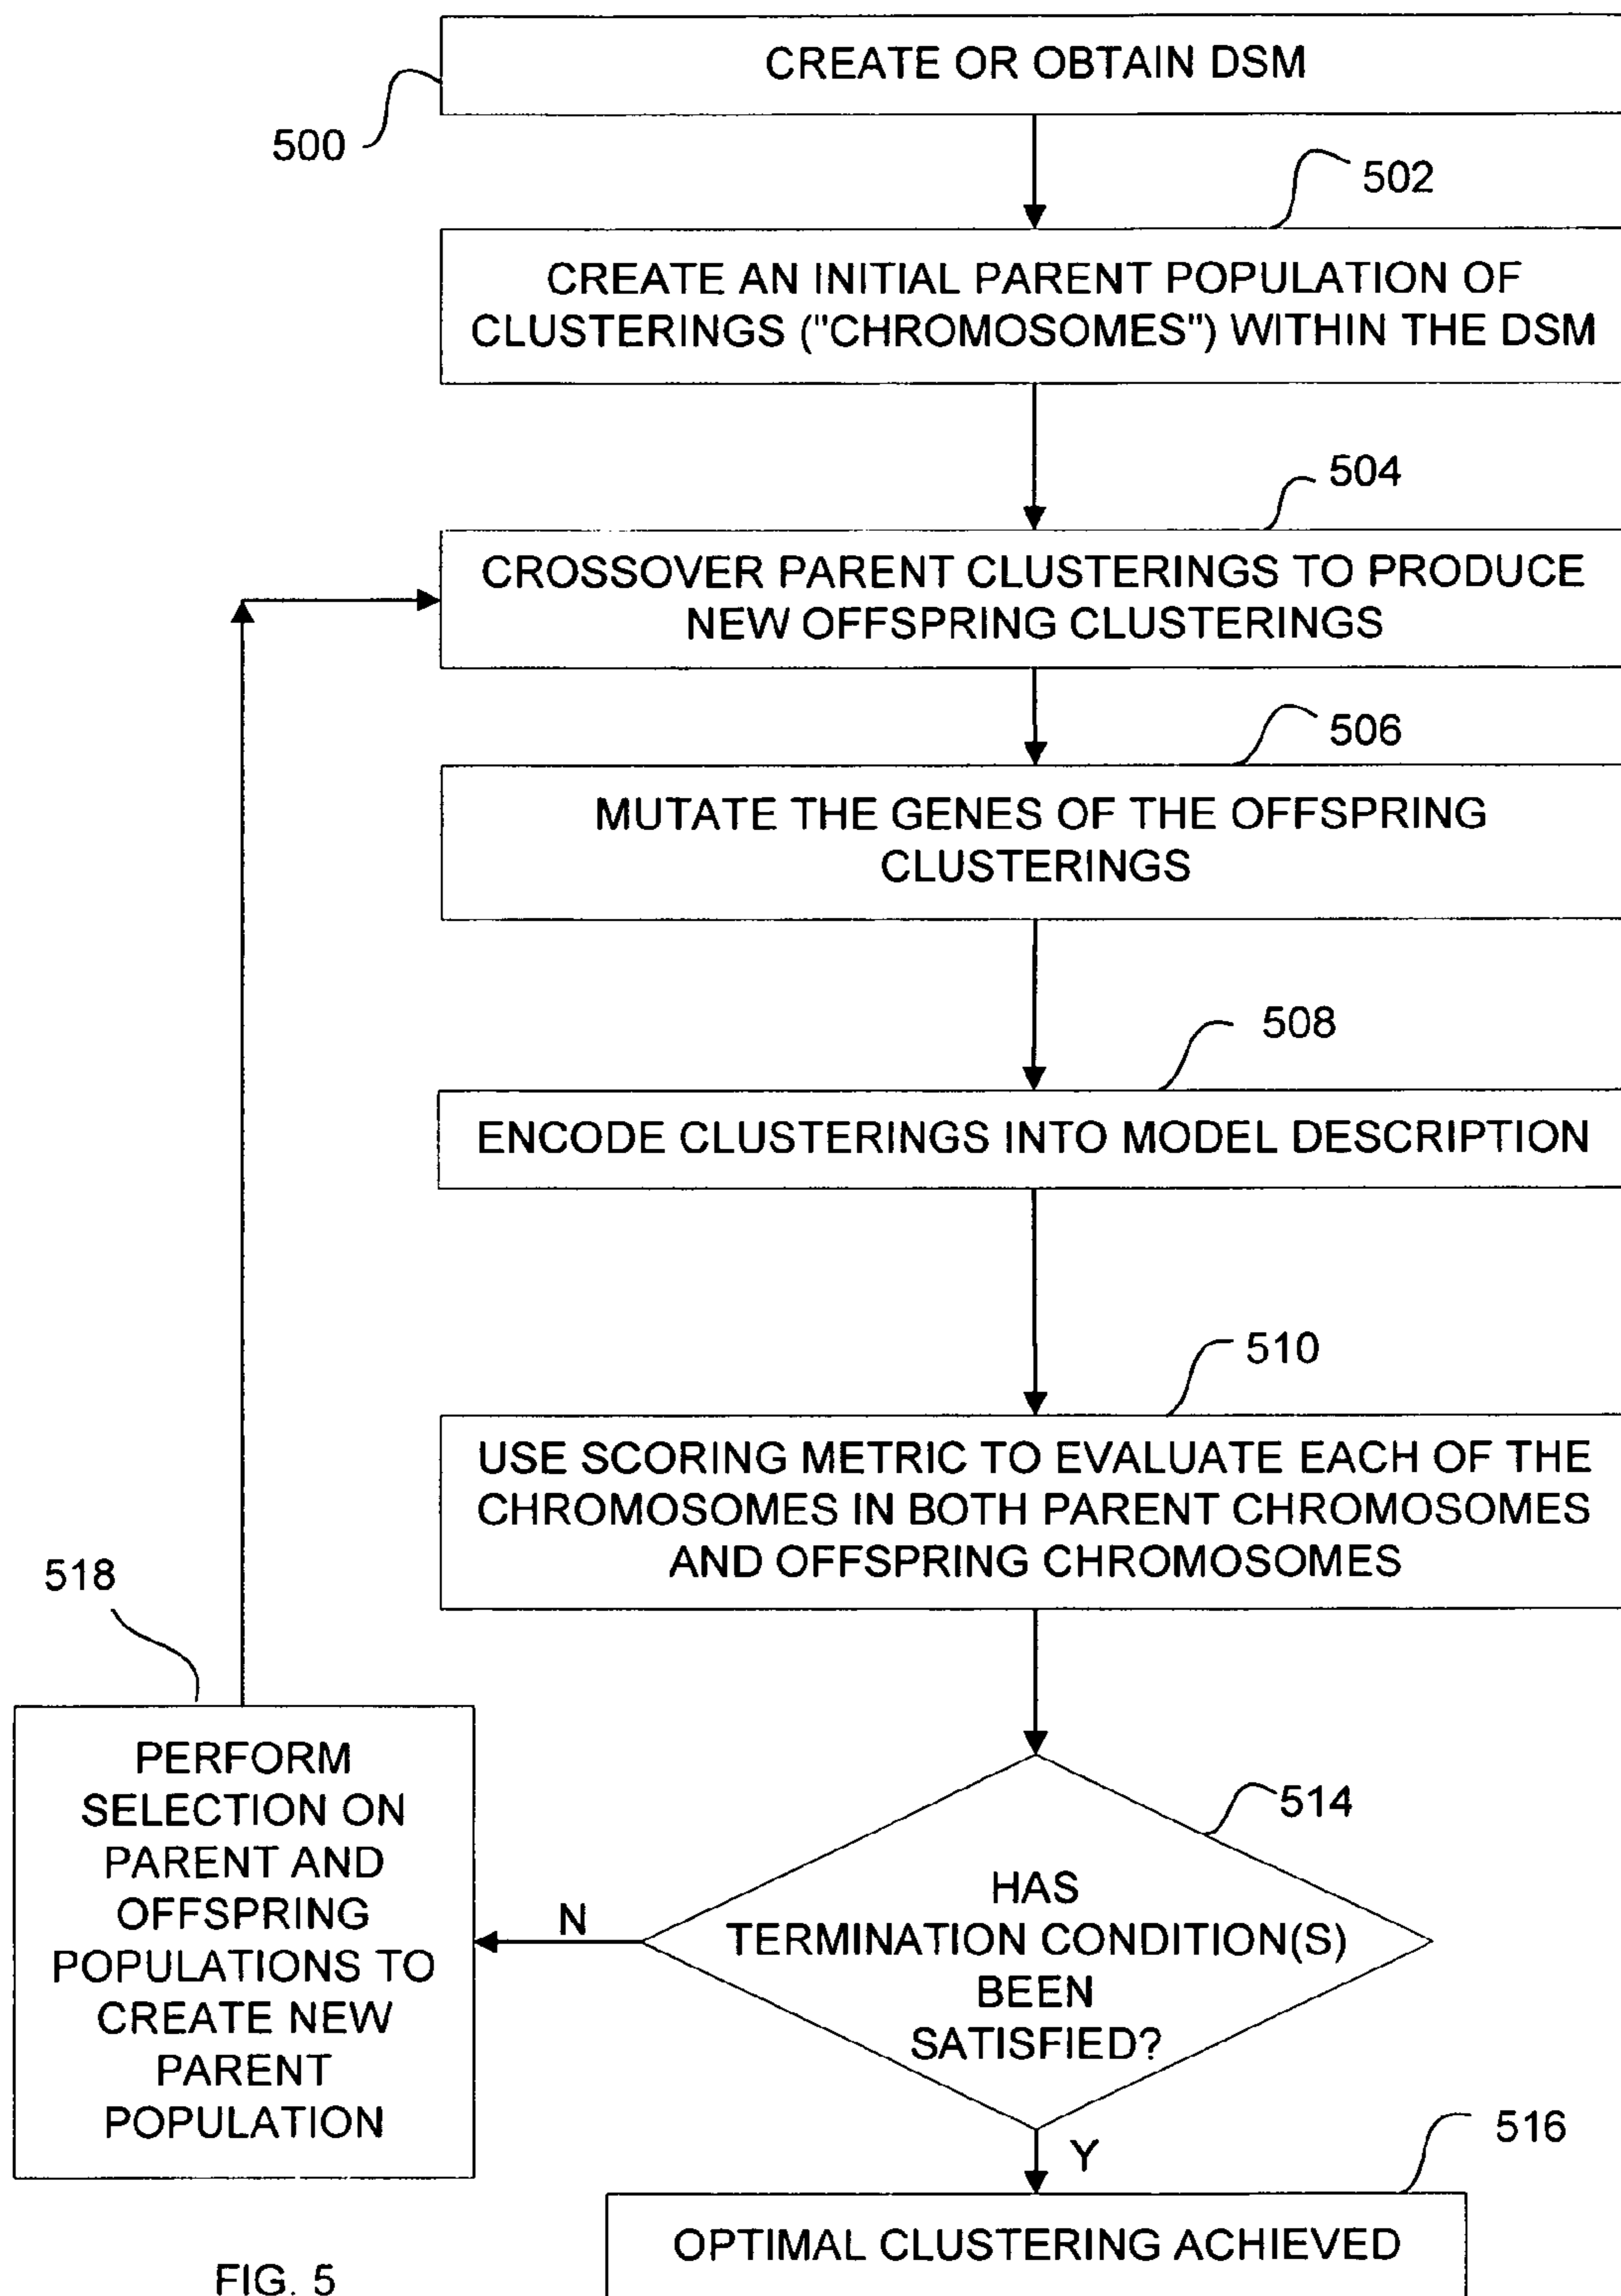 CREATE OR OBTAIN DSM
500
502
CREATE AN INITIAL PARENT POPULATION OF
CLUSTERINGS ("CHROMOSOMES") WITHIN THE DSM
504
CROSSOVER PARENT CLUSTERINGS TO PRODUCE
NEW OFFSPRING CLUSTERINGS
506
MUTATE THE GENES OF THE OFFSPRING
CLUSTERINGS
508
ENCODE CLUSTERINGS INTO MODEL DESCRIPTION
510
USE SCORING METRIC TO EVALUATE EACH OF THE
CHROMOSOMES IN BOTH PARENT CHROMOSOMES
AND OFFSPRING CHROMOSOMES
518
PERFORM
SELECTION ON
PARENT AND
OFFSPRING
POPULATIONS TO
CREATE NEW
PARENT
POPULATION
514
HAS
TERMINATION CONDITION(S)
BEEN
SATISFIED?
N
Y
516
OPTIMAL CLUSTERING ACHIEVED
FIG. 5